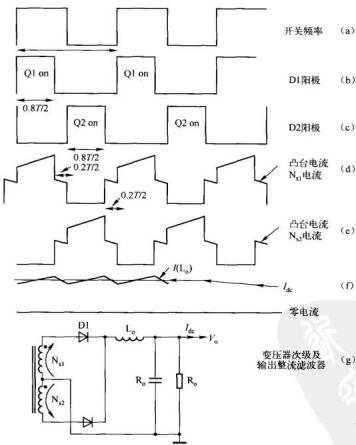 开关频率 (a)
Q1 on Q1 on D1阳极 (b)
0.8T/2
Q2 on Q2 on D2阳极 (c)
0.8T/2
0.2T/2
凸台电流 (d)
Ns1电流
0.2T/2
凸台电流
Ns2电流 (e)
I(Lo)
Idc (f)
零电流
D1 Lo Idc Vo
Ns1
变压器次级及
输出整流滤波器 (g)
Ro Ro
Ns2